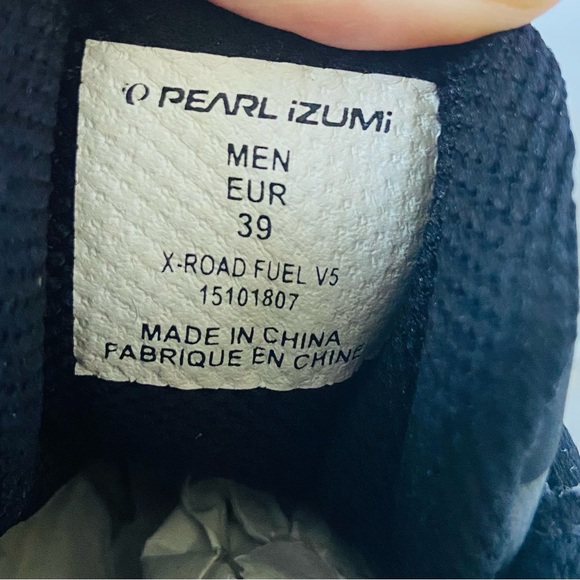 PEARL iZUMi
MEN
EUR
39
X-ROAD FUEL V5
15101807
MADE IN CHINA
FABRIQUE EN CHINE